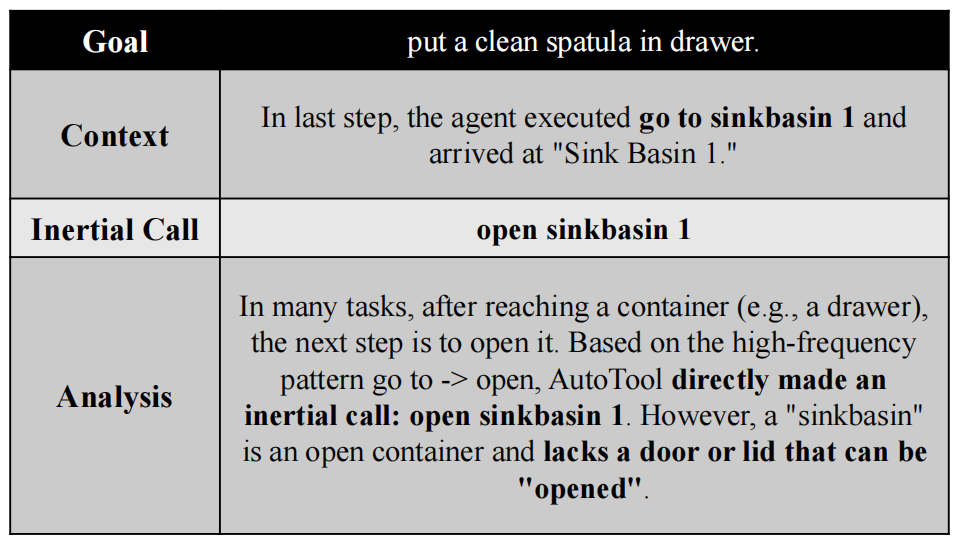 Goal
put a clean spatula in drawer.
Context
In last step, the agent executed go to sinkbasin 1 and
arrived at "Sink Basin 1."
Inertial Call
open sinkbasin 1
Analysis
In many tasks, after reaching a container (e.g., a drawer),
the next step is to open it. Based on the high-frequency
pattern go to -> open, AutoTool directly made an
inertial call: open sinkbasin 1. However, a "sinkbasin"
is an open container and lacks a door or lid that can be
"opened".